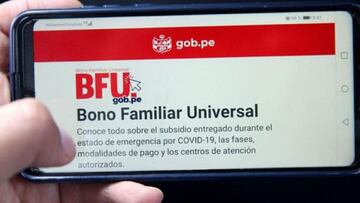 gob.pe
Bono Familiar Universal
BFU.
gob.pe
Bono Familiar Universal
Conoce todo sobre el subsidio entregado durante el
estado de emergencia por COVID-19, las fases,
modalidades de pago y los centros de atención
autorizados.